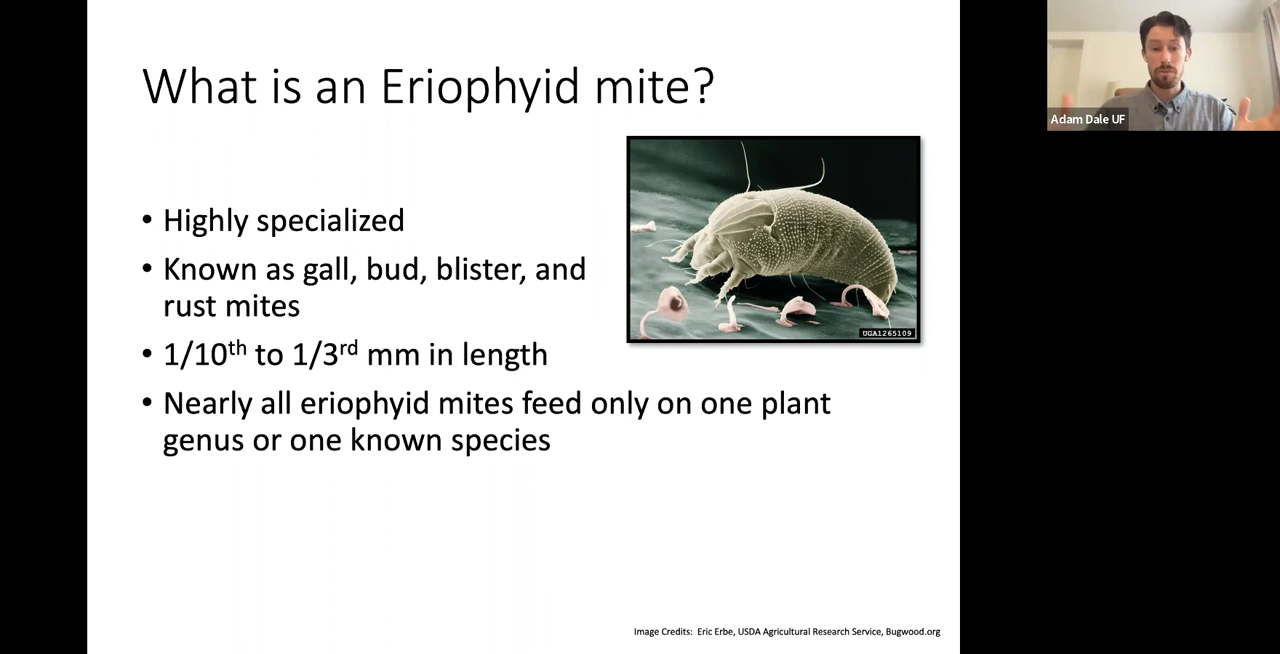 What is an Eriophyid mite?
Adam Dale UF
• Highly specialized
• Known as gall, bud, blister, and
rust mites
UGA1265109
• 1/10th to 1/3rd mm in length
• Nearly all eriophyid mites feed only on one plant
genus or one known species
Image Credits: Eric Erbe, USDA Agricultural Research Service, Bugwood.org